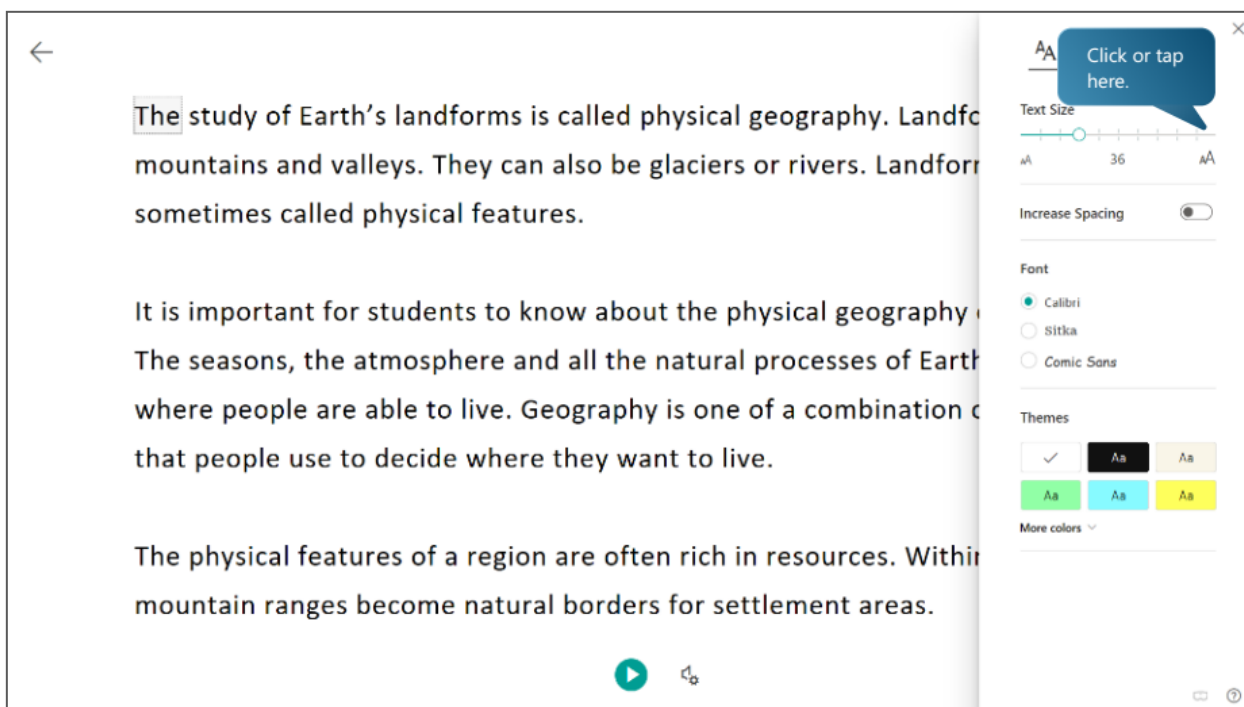 The study of Earth's landforms is called physical geography.
mountains and valleys. They can also be glaciers or rivers.
sometimes called physical features.
It is important for students to know about the physical geography
The seasons, the atmosphere and all the natural processes of
where people are able to live. Geography is one of a combination
that people use to decide where they want to live.
The physical features of a region are often rich in resources.
mountain ranges become natural borders for settlement areas.
AA
Click or tap
here.
Text Size
AA 36 AA
Increase Spacing
Font
Calibri
Sitka
Comic Sans
Themes
Aa Aa
Aa Aa Aa
More colors